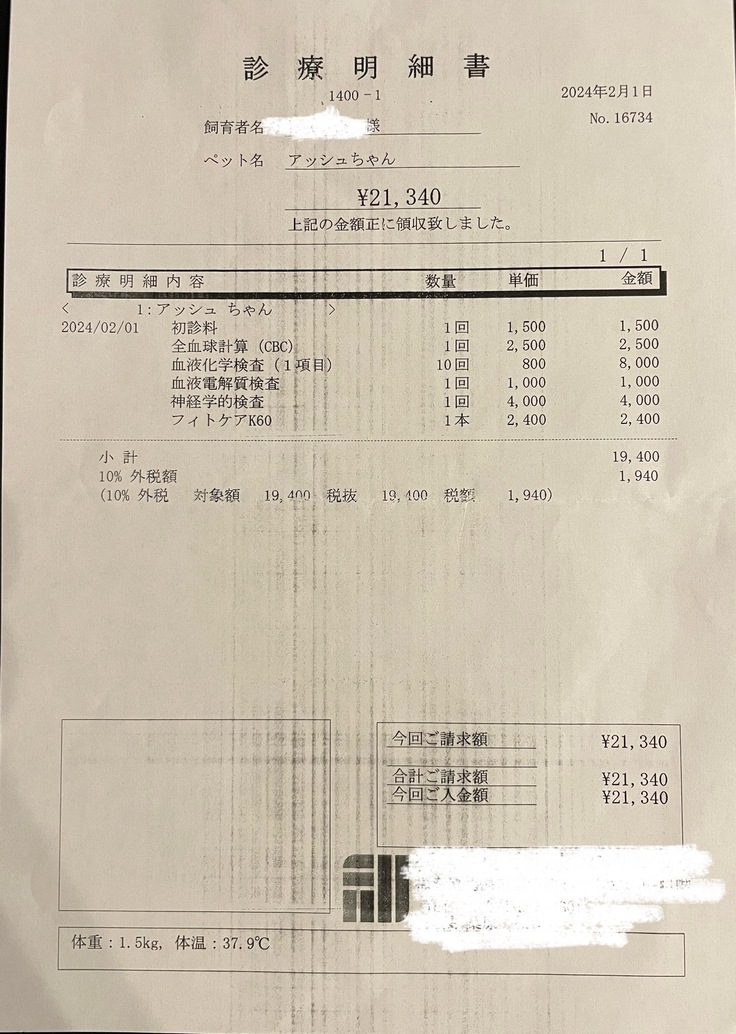 診療明細書
1400-1
2024年2月1日
No.16734
飼育者名 様
ペット名 アッシュちゃん
¥21,340
上記の金額正に領収致しました。
1 / 1
診療明細内容 数量 単価 金額
< 1:アッシュ ちゃん >
2024/02/01 初診料 1回 1,500 1,500
全血球計算 (CBC) 1回 2,500 2,500
血液化学検査 (1項目) 10回 800 8,000
血液電解質検査 1回 1,000 1,000
神経学的検査 1回 4,000 4,000
フィトケアK60 1本 2,400 2,400
小 計 19,400
10% 外税額 1,940
(10% 外税 対象額 19,400 税抜 19,400 税額 1,940)
今回ご請求額 ¥21,340
合計ご請求額 ¥21,340
今回ご入金額 ¥21,340
体重:1.5kg, 体温:37.9℃